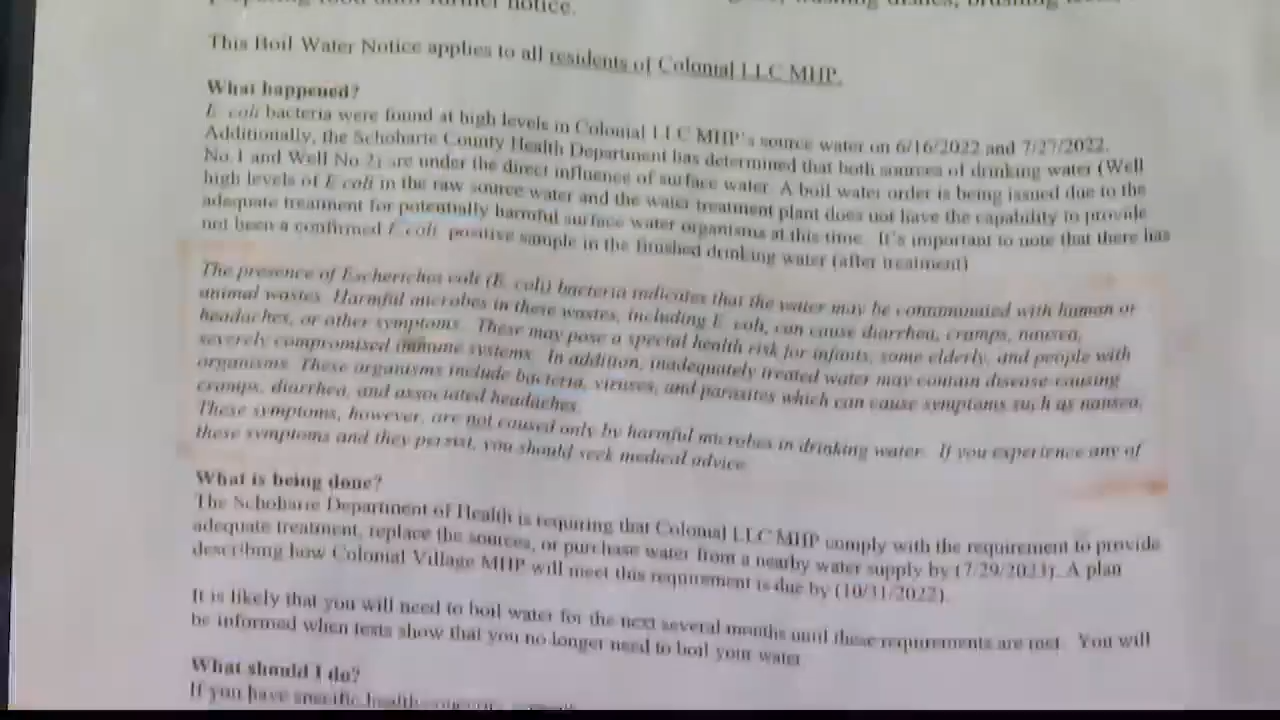 preparing food until further notice. washing dishes, brushing
This Boil Water Notice applies to all residents of Colonial LLC MHP.
What happened?
E. coli bacteria were found at high levels in Colonial LLC MHP's source water on 6/16/2022 and 7/27/2022.
Additionally, the Schoharie County Health Department has determined that both sources of drinking water (Well
No.1 and Well No.2) are under the direct influence of surface water. A boil water order is being issued due to the
high levels of E coli in the raw source water and the water treatment plant does not have the capability to provide
adequate treatment for potentially harmful surface water organisms at this time. It's important to note that there has
not been a confirmed E. coli positive sample in the finished drinking water (after treatment)
The presence of Escherichia coli (E. coli) bacteria indicates that the water may be contaminated with human or
animal wastes. Harmful microbes in these wastes, including E. coli, can cause diarrhea, cramps, nausea,
headaches, or other symptoms. These may pose a special health risk for infants, some elderly, and people with
severely compromised immune systems. In addition, inadequately treated water may contain disease-causing
organisms. These organisms include bacteria, viruses, and parasites which can cause symptoms such as nausea,
cramps, diarrhea, and associated headaches.
These symptoms, however, are not caused only by harmful microbes in drinking water. If you experience any of
these symptoms and they persist, you should seek medical advice.
What is being done?
The Schoharie Department of Health is requiring that Colonial LLC MHP comply with the requirement to provide
adequate treatment, replace the sources, or purchase water from a nearby water supply by (7/29/2023). A plan
describing how Colonial Village MHP will meet this requirement is due by (10/31/2022).
It is likely that you will need to boil water for the next several months until these requirements are met. You will
be informed when tests show that you no longer need to boil your water
What should I do?
If you have specific health